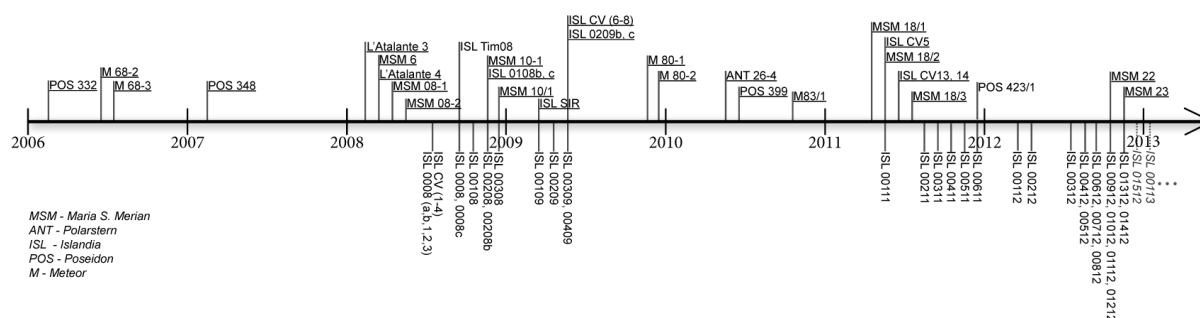 POS 332
M 68-2
M 68-3
POS 348
L'Atalante 3
MSM 6
L'Atalante 4
MSM 08-1
MSM 08-2
ISL Tim08
MSM 10-1
ISL 0108b, c
MSM 10/1
ISL SIR
ISL CV (6-8)
ISL 0209b, c
M 80-1
M 80-2
ANT 26-4
POS 399
M83/1
MSM 18/1
ISL CV5
MSM 18/2
ISL CV13, 14
MSM 18/3
POS 423/1
MSM 22
MSM 23
2006
2007
2008
2009
2010
2011
2012
2013
ISL 0008 (a,b,1,2,3)
ISL CV (1-4)
ISL 0008, 0008c
ISL 00108
ISL 00208, 00208b
ISL 00308
ISL 00109
ISL 00209
ISL 00309, 00409
ISL 00111
ISL 00211
ISL 00311
ISL 00411
ISL 00511
ISL 00611
ISL 00112
ISL 00212
ISL 00312
ISL 00412, 00512
ISL 00612, 00712, 00812
ISL 00912, 01012, 01112, 01212
ISL 01312, 01412
ISL 01512
ISL 00113
MSM - Maria S. Merian
ANT - Polarstern
ISL - Islandia
POS - Poseidon
M - Meteor